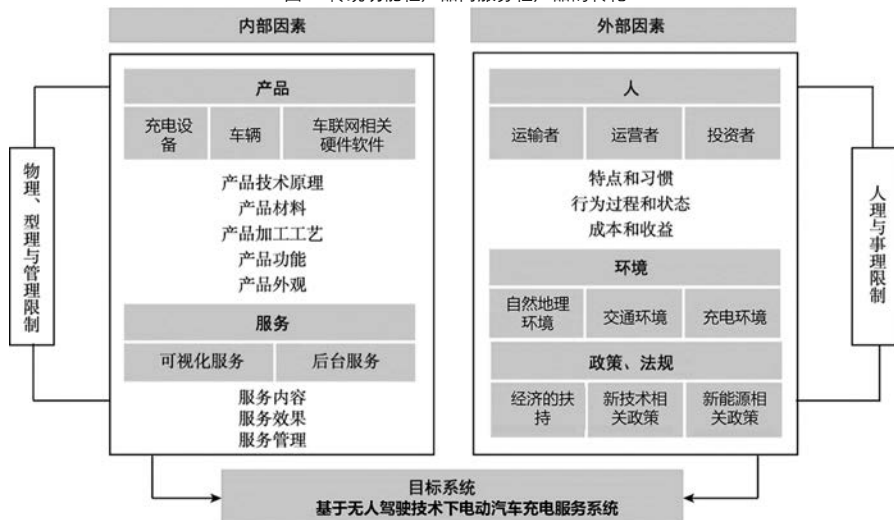 内部因素
外部因素
产品
充电设
备
车辆
车联网相关
硬件软件
产品技术原理
产品材料
产品加工工艺
产品功能
产品外观
服务
可视化服务
后台服务
服务内容
服务效果
服务管理
物理、型理与管理限制
人
运输者
运营者
投资者
特点和习惯
行为过程和状态
成本和收益
环境
自然地理
环境
交通环境
充电环境
政策、法规
经济的扶
持
新技术相
关政策
新能源相
关政策
人理与事理限制
目标系统
基于无人驾驶技术下电动汽车充电服务系统